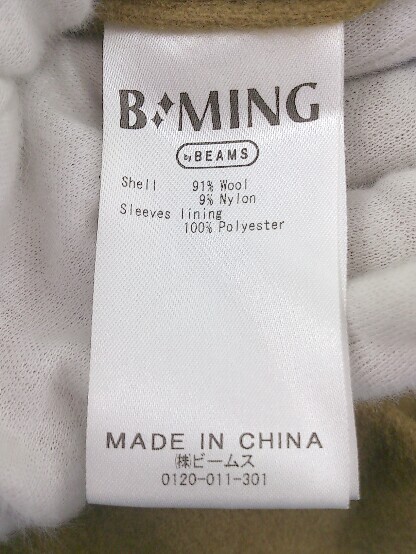 B:MING
by BEAMS
Shell 91% Wool
9% Nylon
Sleeves lining
100% Polyester
MADE IN CHINA
㈱ビームス
0120-011-301